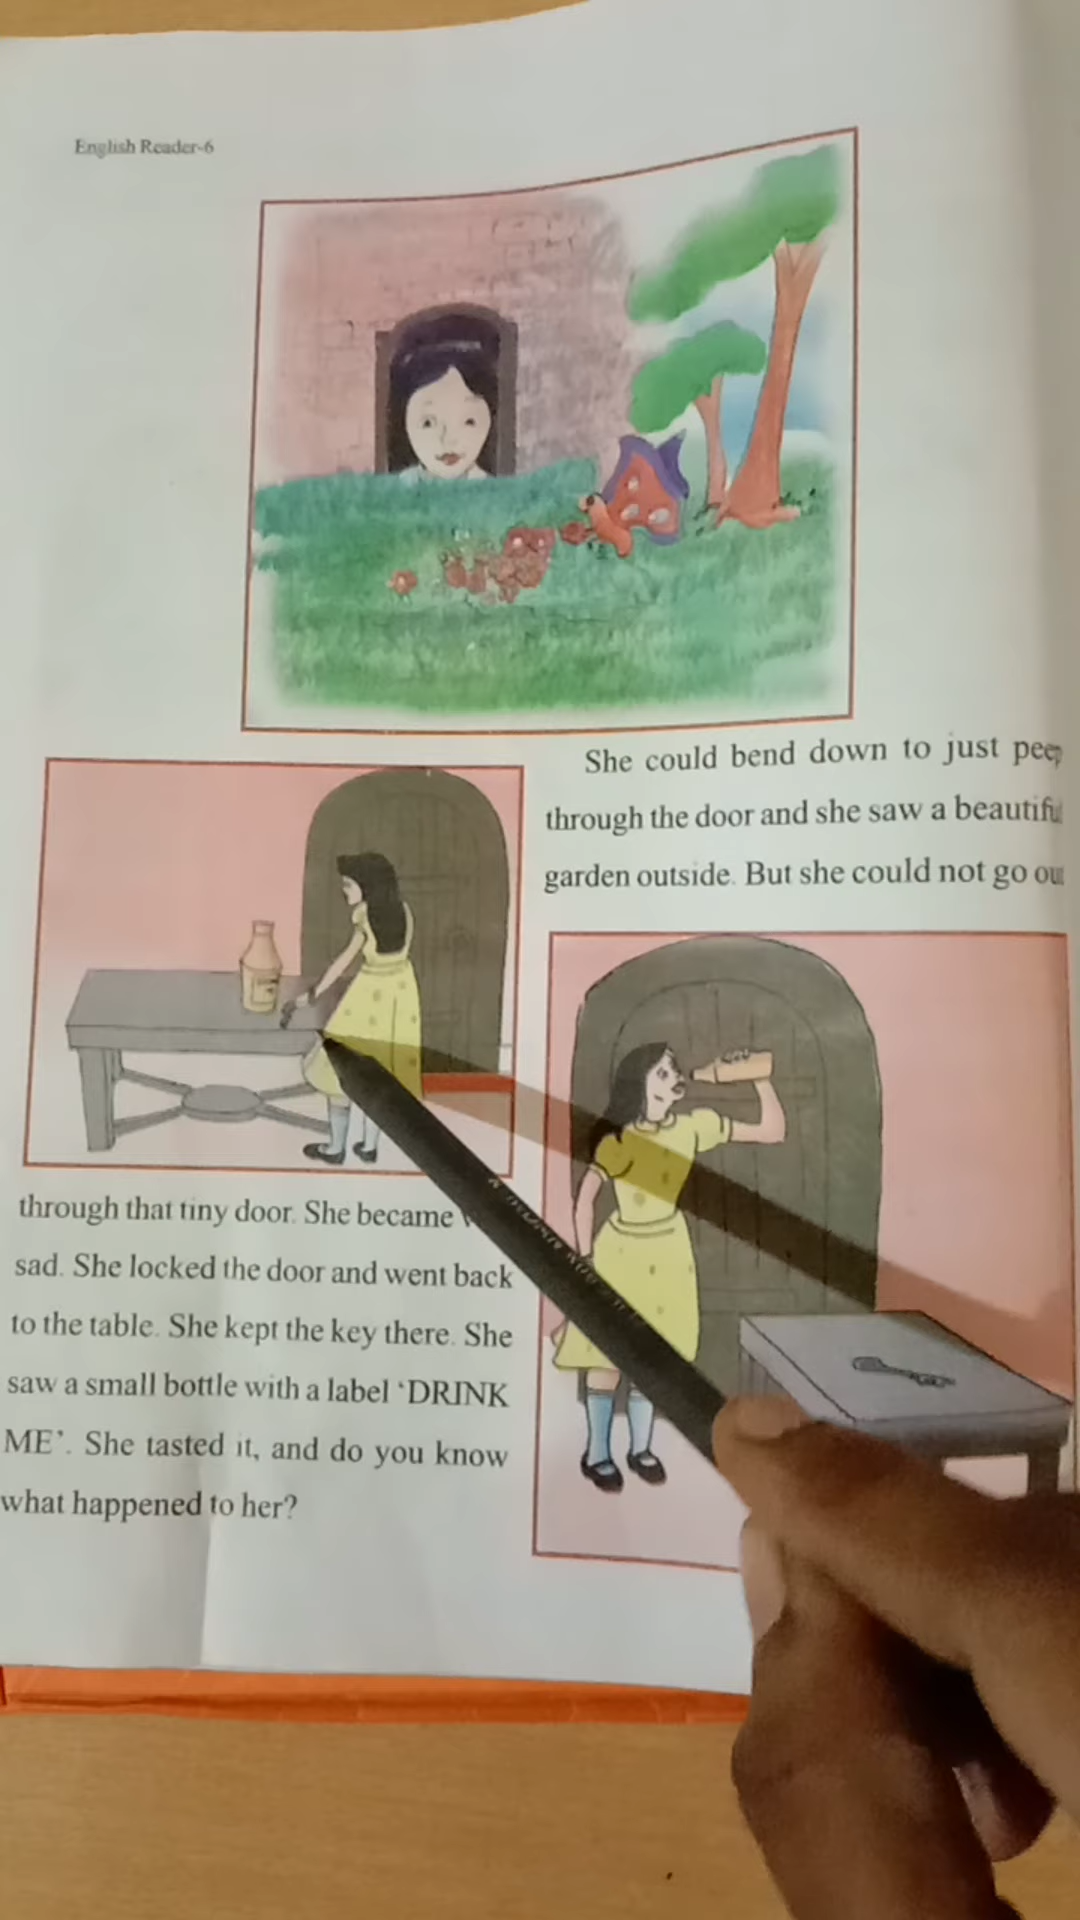 English Reader-6
She could bend down to just peep
through the door and she saw a beautiful
garden outside. But she could not go out
through that tiny door. She became
sad. She locked the door and went back
to the table. She kept the key there. She
saw a small bottle with a label ‘DRINK
ME’. She tasted it, and do you know
what happened to her?